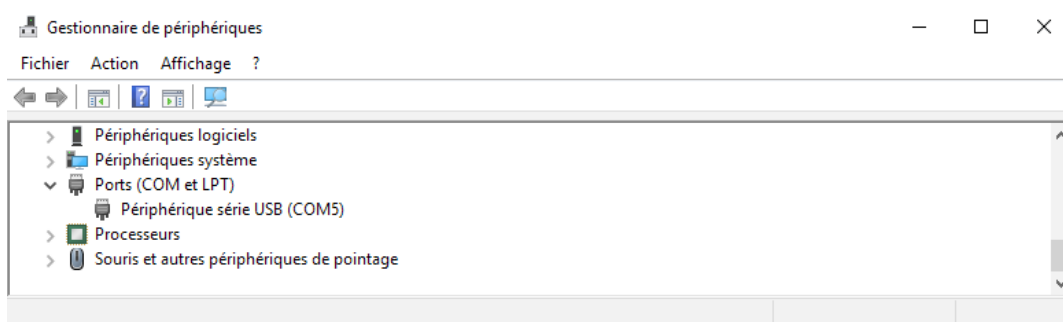 Gestionnaire de périphériques
Fichier Action Affichage ?
Périphériques logiciels
Périphériques système
Ports (COM et LPT)
Périphérique série USB (COM5)
Processeurs
Souris et autres périphériques de pointage